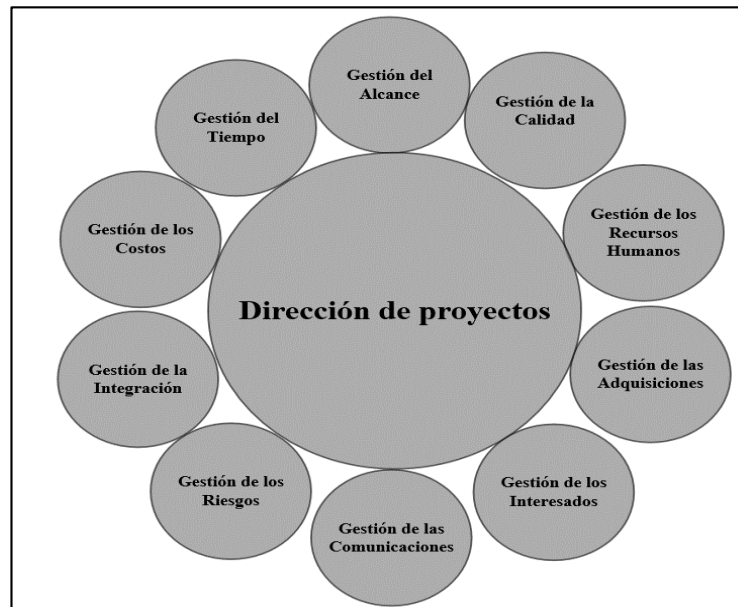 Gestión del
Alcance
Gestión de la
Calidad
Gestión del
Tiempo
Gestión de los
Recursos
Humanos
Gestión de los
Costos
Dirección de proyectos
Gestión de las
Adquisiciones
Gestión de la
Integración
Gestión de los
Interesados
Gestión de los
Riesgos
Gestión de las
Comunicaciones